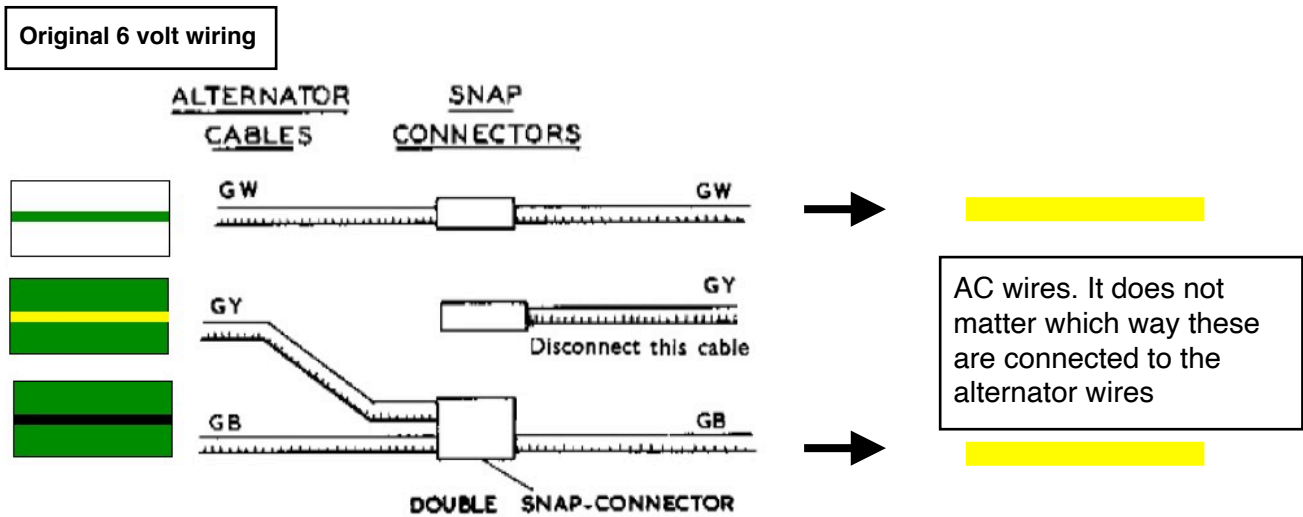 Original 6 volt wiring
ALTERNATOR
CABLES
SNAP
CONNECTORS
GW
GW
GY
GY
Disconnect this cable
GB
GB
DOUBLE SNAP-CONNECTOR
AC wires. It does not
matter which way these
are connected to the
alternator wires